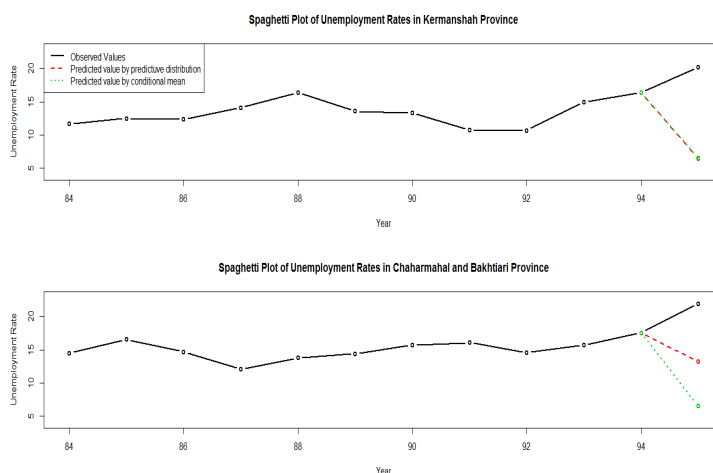 Spaghetti Plot of Unemployment Rates in Kermanshah Province
Observed Values
Predicted value by predictuve distribution
Predicted value by conditional mean
Unemployment Rate
20
15
10
5
84 86 88 90 92 94
Year
Spaghetti Plot of Unemployment Rates in Chaharmahal and Bakhtiari Province
Unemployment Rate
20
15
10
5
84 86 88 90 92 94
Year